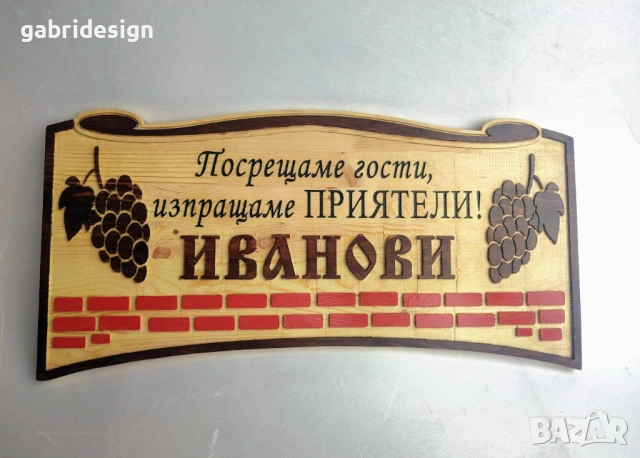 gabridesign
Посрещаме гости,
изпращаме ПРИЯТЕЛИ!
ИВАНОВИ
BAZAR